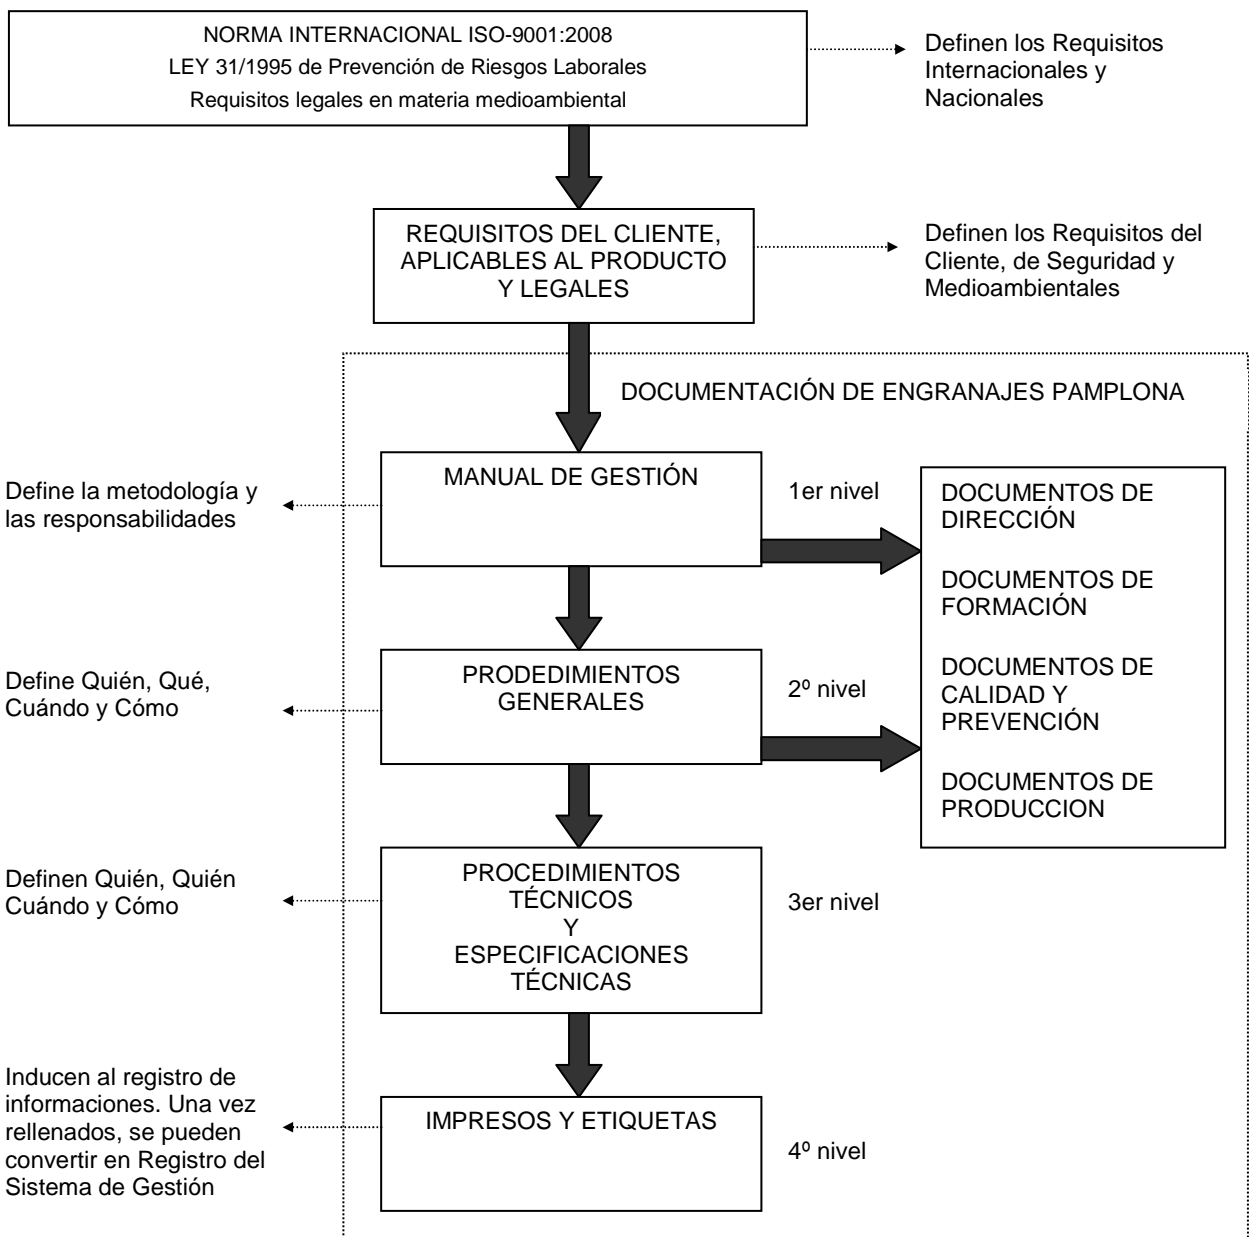 NORMA INTERNACIONAL ISO-9001:2008
LEY 31/1995 de Prevención de Riesgos Laborales
Requisitos legales en materia medioambiental
Definen los Requisitos
Internacionales y
Nacionales
REQUISITOS DEL CLIENTE,
APLICABLES AL PRODUCTO
Y LEGALES
Definen los Requisitos del
Cliente, de Seguridad y
Medioambientales
DOCUMENTACIÓN DE ENGRANAJES PAMPLONA
Define la metodología y
las responsabilidades
MANUAL DE GESTIÓN
1er nivel
DOCUMENTOS DE
DIRECCIÓN
DOCUMENTOS DE
FORMACIÓN
DOCUMENTOS DE
CALIDAD Y
PREVENCIÓN
DOCUMENTOS DE
PRODUCCION
Define Quién, Qué,
Cuándo y Cómo
PRODEDIMIENTOS
GENERALES
2º nivel
Definen Quién, Quién
Cuándo y Cómo
PROCEDIMIENTOS
TÉCNICOS
Y
ESPECIFICACIONES
TÉCNICAS
3er nivel
Inducen al registro de
informaciones. Una vez
rellenados, se pueden
convertir en Registro del
Sistema de Gestión
IMPRESOS Y ETIQUETAS
4º nivel